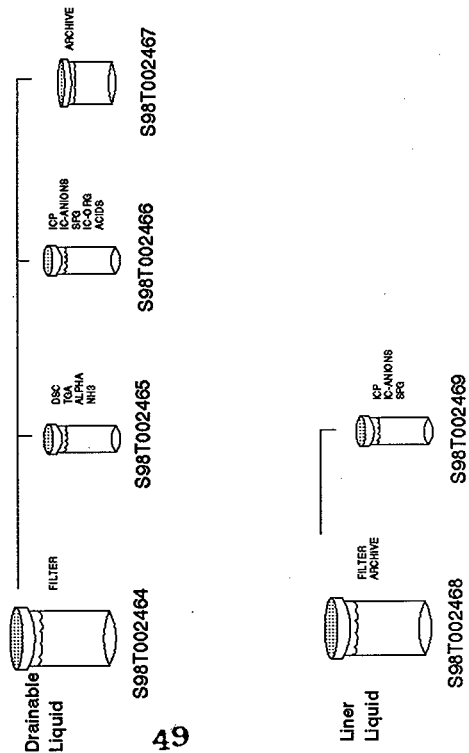 Drainable
Liquid
FILTER
S98T002464
DSC
TGA
ALPHA
NH3
S98T002465
ICP
IC-ANIONS
SPG
IC-ORG
ACIDS
S98T002466
ARCHIVE
S98T002467
Liner
Liquid
FILTER
ARCHIVE
S98T002468
ICP
IC-ANIONS
SPG
S98T002469
49